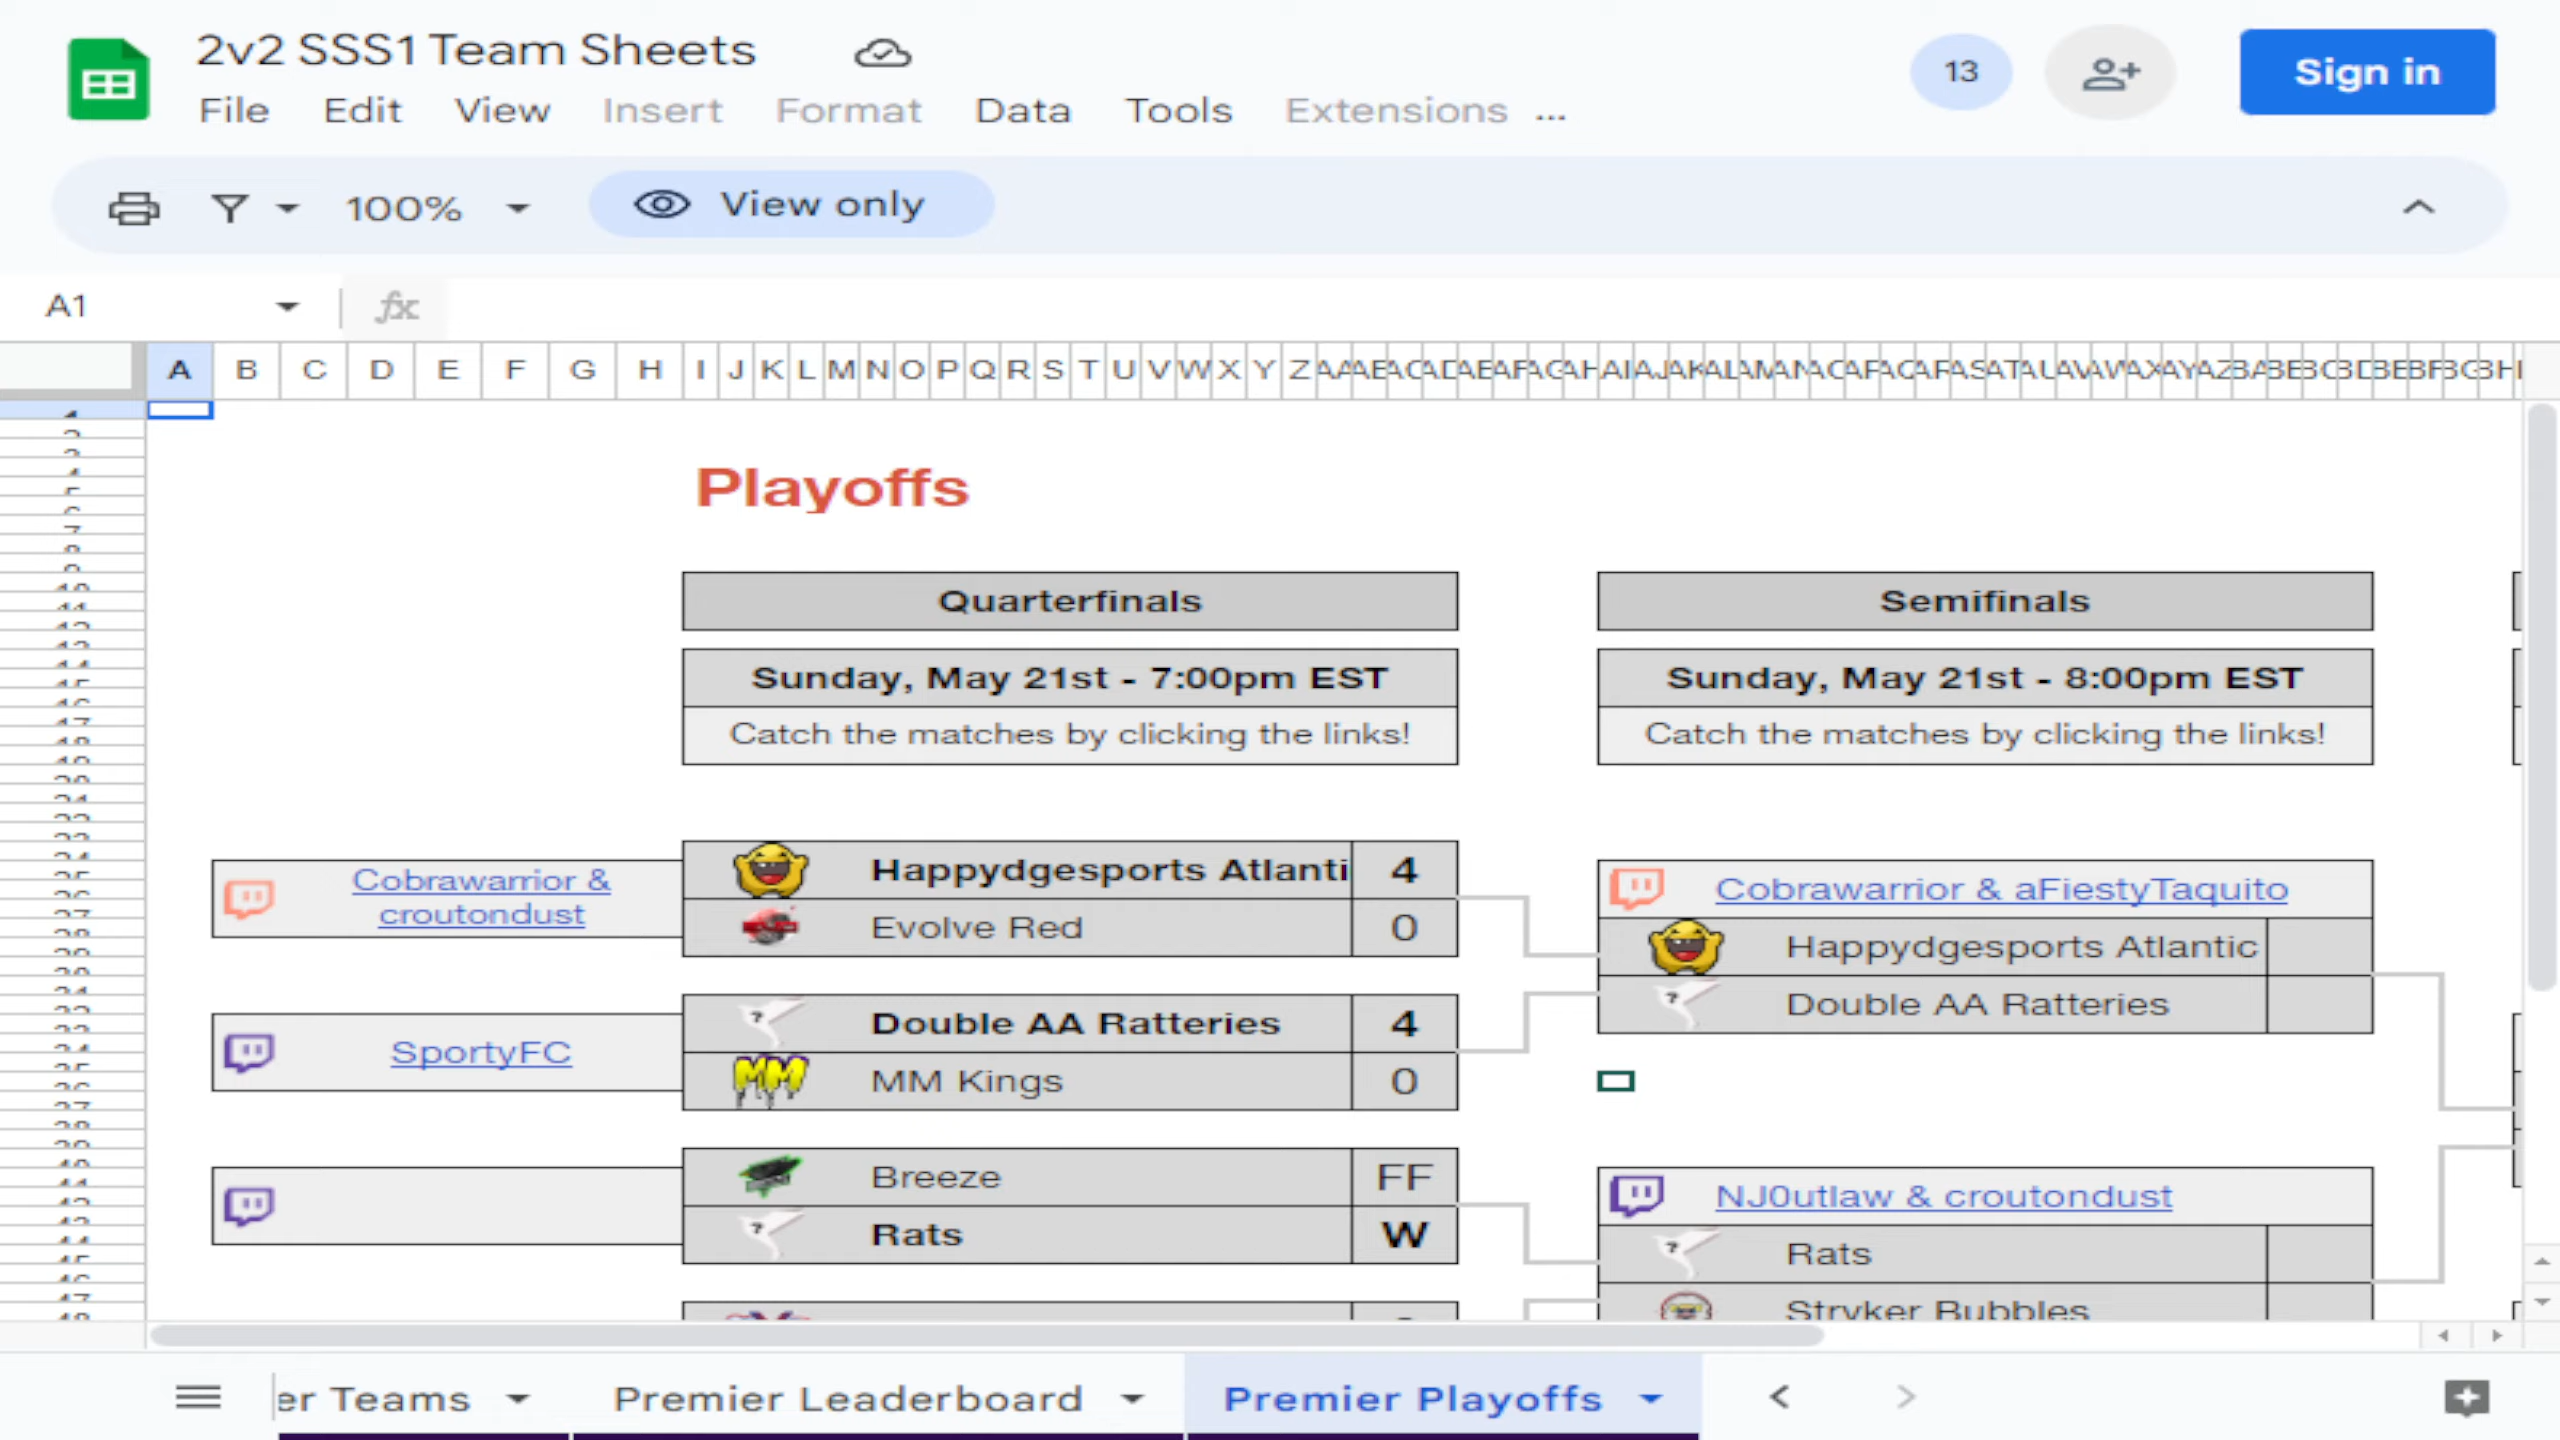 2v2 SSS1 Team Sheets
13
Sign in
File Edit View Insert Format Data Tools Extensions ...
100% View only
A1 fx
A B C D E F G H I J K L M N O P Q R S T U V W X Y Z
Playoffs
Quarterfinals Semifinals
Sunday, May 21st - 7:00pm EST Sunday, May 21st - 8:00pm EST
Catch the matches by clicking the links! Catch the matches by clicking the links!
Cobrawarrior &
croutondust
Happydgesports Atlanti 4
Evolve Red 0
Cobrawarrior & aFiestyTaquito
Happydgesports Atlantic
Double AA Ratteries
SportyFC
Double AA Ratteries 4
MM
MM Kings 0
Breeze FF
Rats W
NJ0utlaw & croutondust
Rats
Stryker Bubbles
er Teams Premier Leaderboard Premier Playoffs